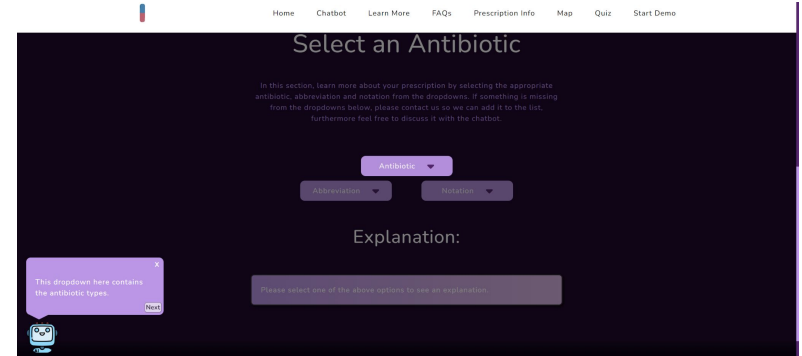 Home Chatbot Learn More FAQs Prescription Info Map Quiz Start Demo
Select an Antibiotic
In this section, learn more about your prescription by selecting the appropriate
antibiotic, abbreviation and notation from the dropdowns. If something is missing
from the dropdowns below, please contact us so we can add it to the list,
furthermore feel free to discuss it with the chatbot.
Antibiotic
Abbreviation Notation
Explanation:
X
This dropdown here contains
the antibiotic types.
Next
Please select one of the above options to see an explanation.